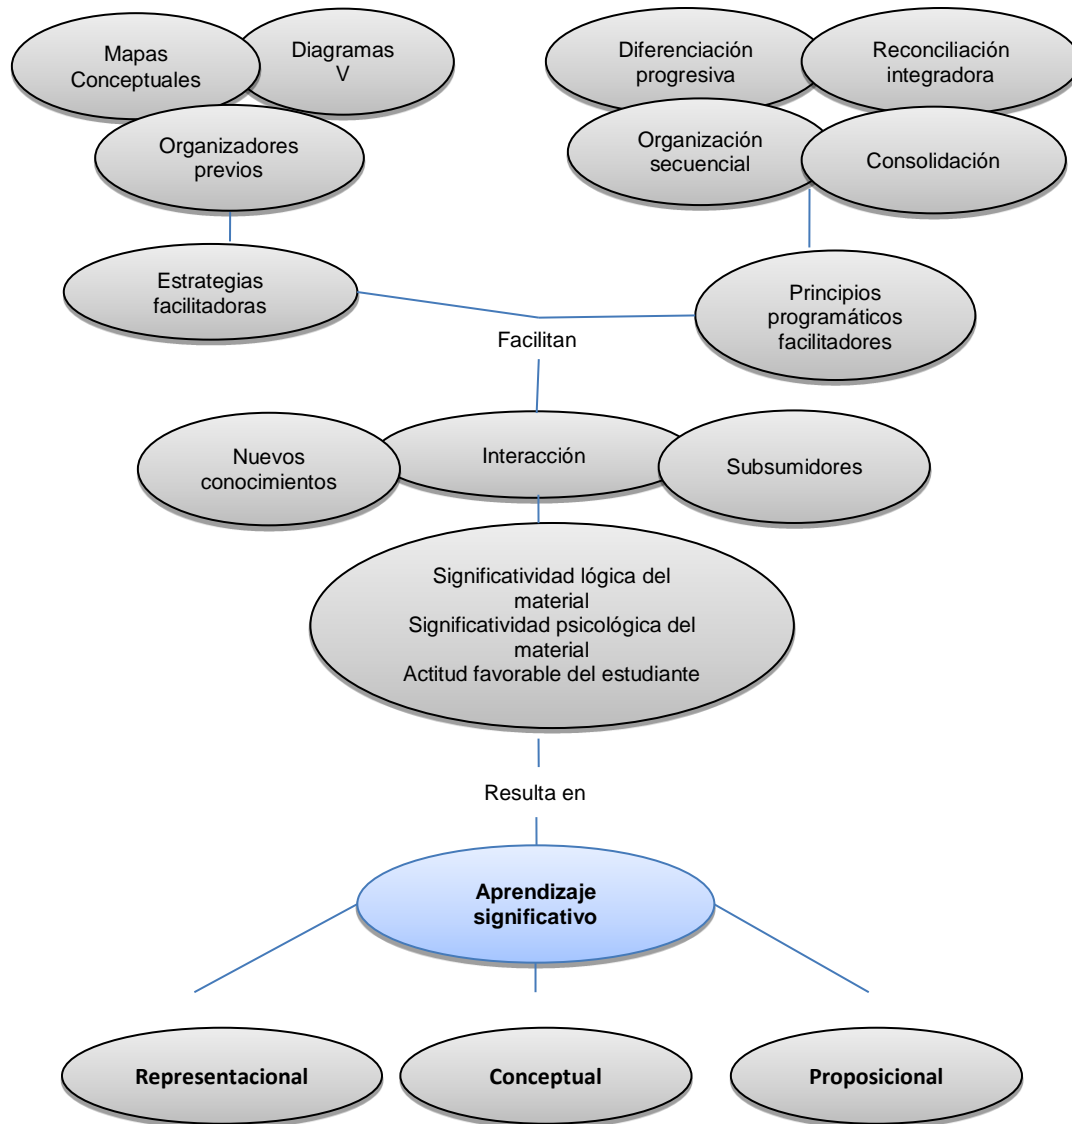 Mapas
Conceptuales
Diagramas
V
Diferenciación
progresiva
Reconciliación
integradora
Organizadores
previos
Organización
secuencial
Consolidación
Estrategias
facilitadoras
Principios
programáticos
facilitadores
Facilitan
Nuevos
conocimientos
Interacción
Subsumidores
Significatividad lógica del
material
Significatividad psicológica del
material
Actitud favorable del estudiante
Resulta en
Aprendizaje
significativo
Representacional
Conceptual
Proposicional